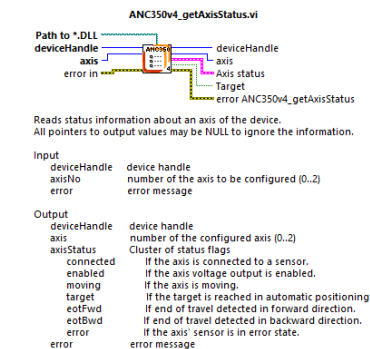 ANC350v4_getAxisStatus.vi
Path to *.DLL
deviceHandle deviceHandle
axis axis
error in Axis status
Target
error ANC350v4_getAxisStatus
ANC350
Reads status information about an axis of the device.
All pointers to output values may be NULL to ignore the information.
Input
deviceHandle device handle
axisNo number of the axis to be configured (0..2)
error error message
Output
deviceHandle device handle
axis number of the configured axis (0..2)
axisStatus Cluster of status flags
connected If the axis is connected to a sensor.
enabled If the axis voltage output is enabled.
moving If the axis is moving.
target If the target is reached in automatic positioning
eotFwd If end of travel detected in forward direction.
eotBwd If end of travel detected in backward direction.
error If the axis' sensor is in error state.
error error message